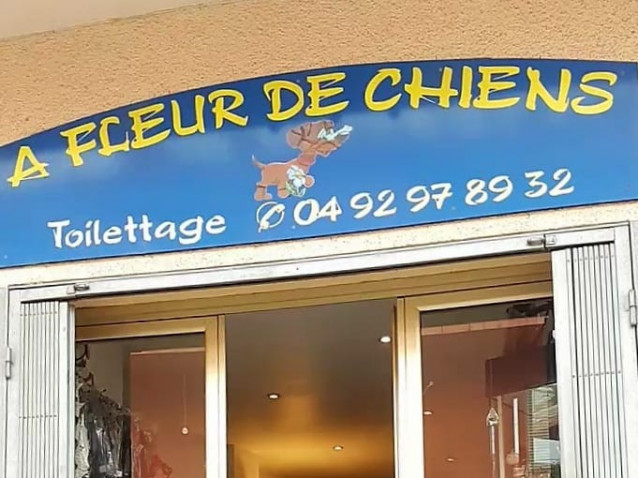 A FLEUR DE CHIENS
Toilettage 04 92 97 89 32